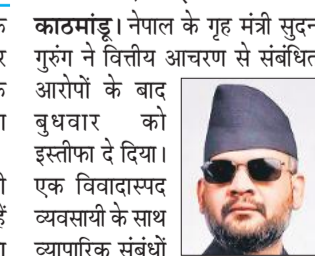 काठमांडू। नेपाल के गृह मंत्री सुदन
गुरुंग ने वित्तीय आचरण से संबंधित
आरोपों के बाद
बुधवार को
इस्तीफा दे दिया।
एक विवादास्पद
व्यवसायी के साथ
व्यापारिक संबंधों